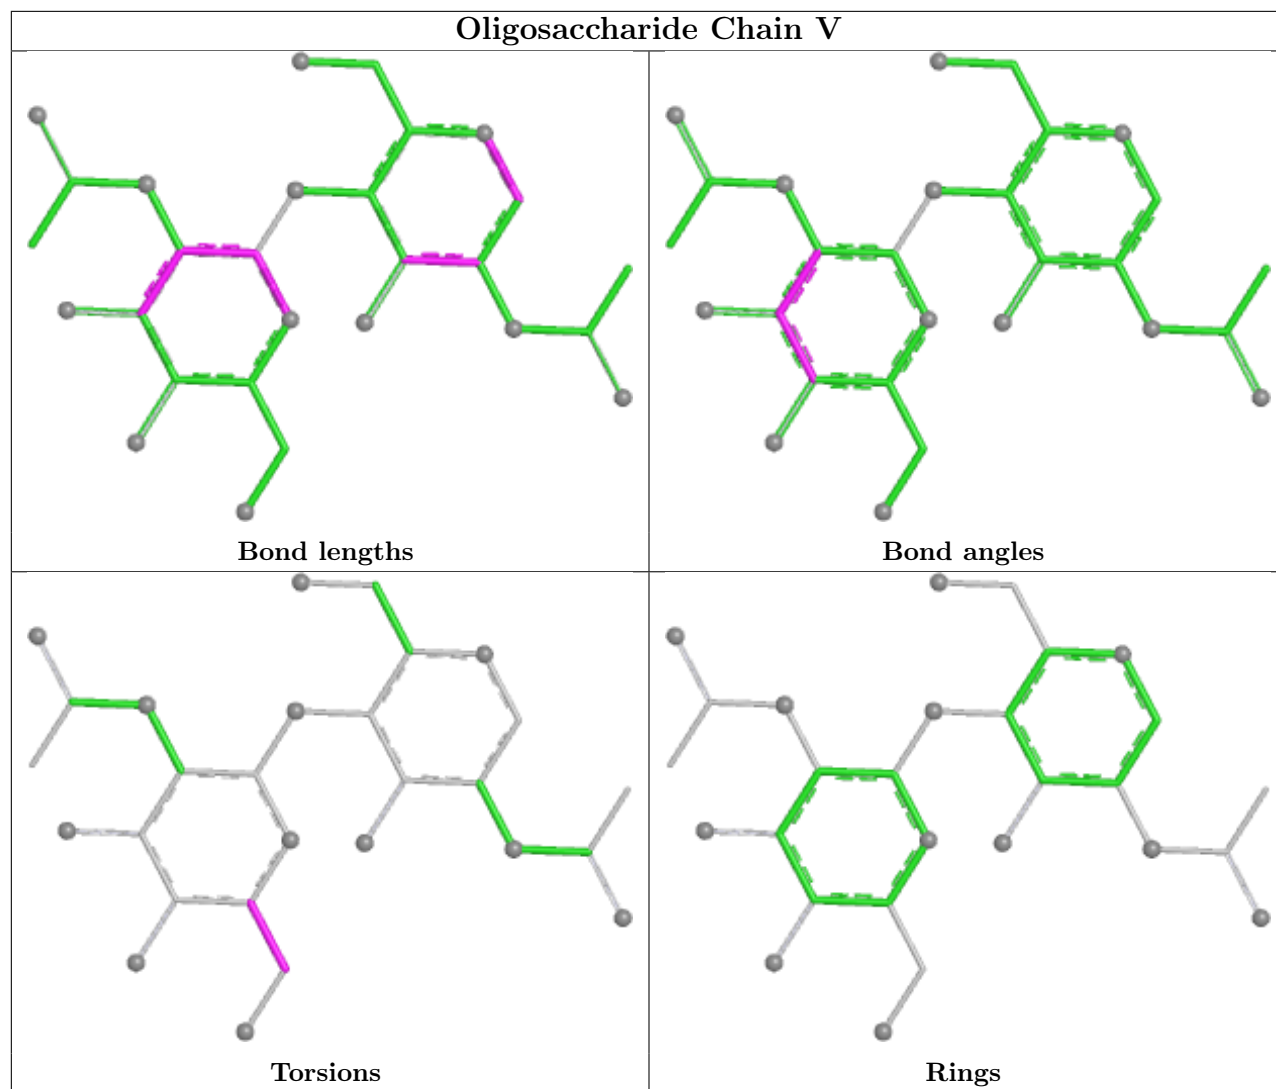 Oligosaccharide Chain V
Bond lengths
Bond angles
Torsions
Rings